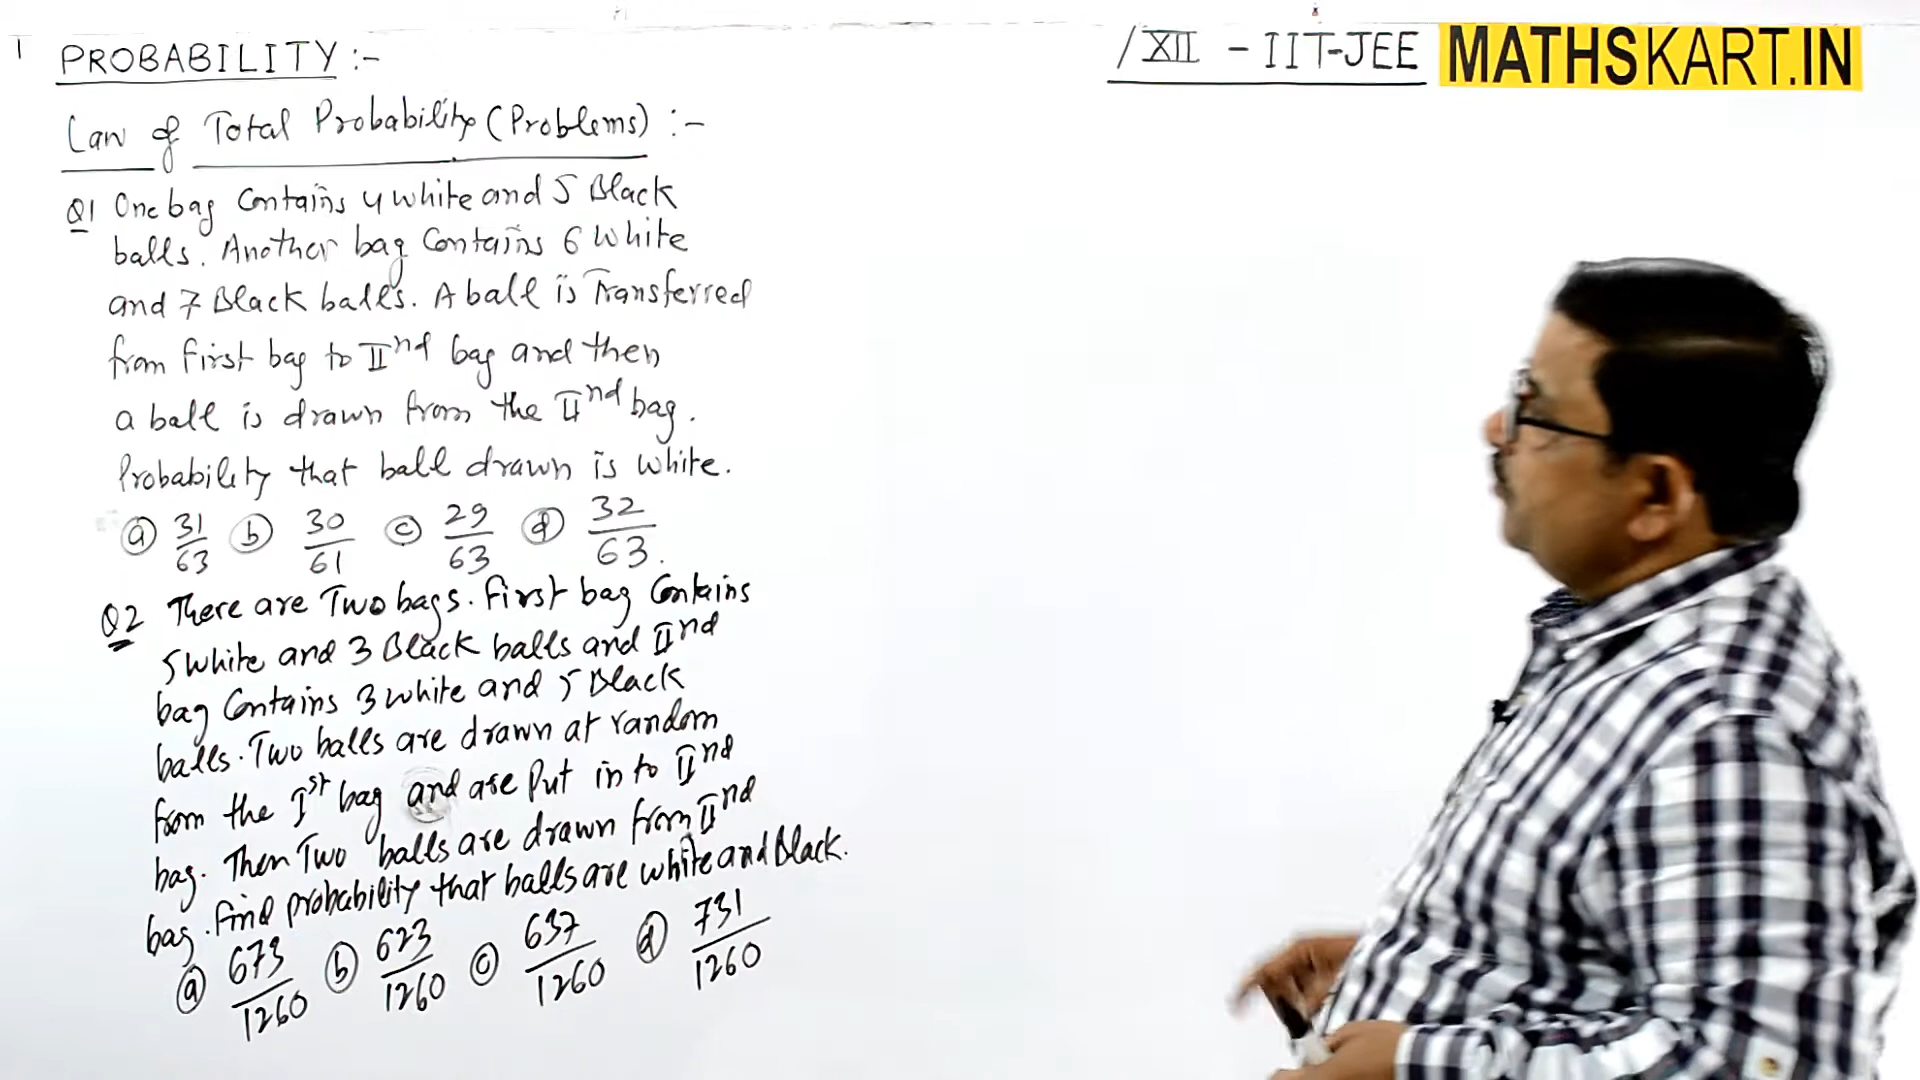 1 PROBABILITY :-
/XII - IIT-JEE MATHSKART.IN
Law of Total Probability (Problems) :-
Q1 One bag Contains 4 white and 5 Black
balls. Another bag Contains 6 White
and 7 Black balls. A ball is Transferred
from First bag to IInd bag and then
a ball is drawn from the IInd bag.
Probability that ball drawn is white.
(a) 31/63 (b) 30/61 (c) 29/63 (d) 32/63.
Q2 There are Two bags. First bag Contains
5 White and 3 Black balls and IInd
bag Contains 3 white and 5 Black
balls. Two balls are drawn at random
from the Ist bag and are Put in to IInd
bag. Then Two balls are drawn from IInd
bag. Find probability that balls are white and Black.
(a) 673/1260 (b) 623/1260 (c) 637/1260 (d) 731/1260